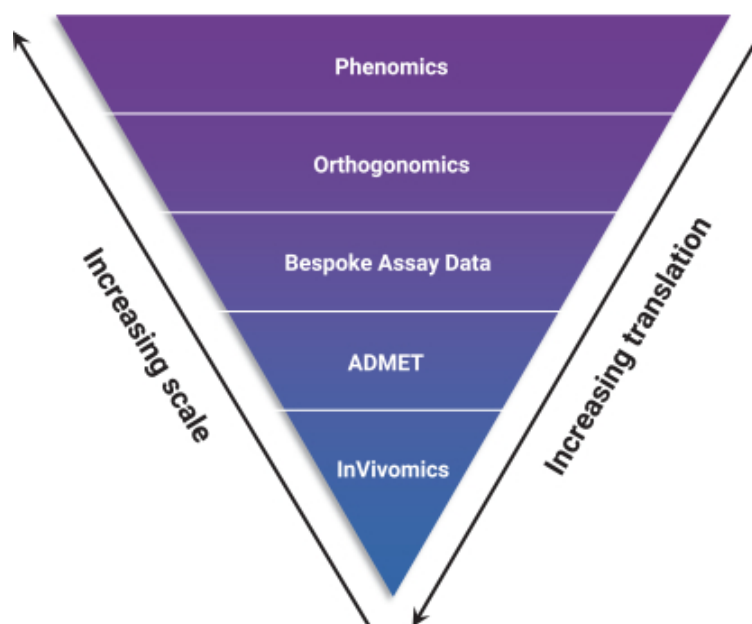 Phenomics
Orthogonomics
Bespoke Assay Data
ADMET
InVivomics
Increasing scale
Increasing translation